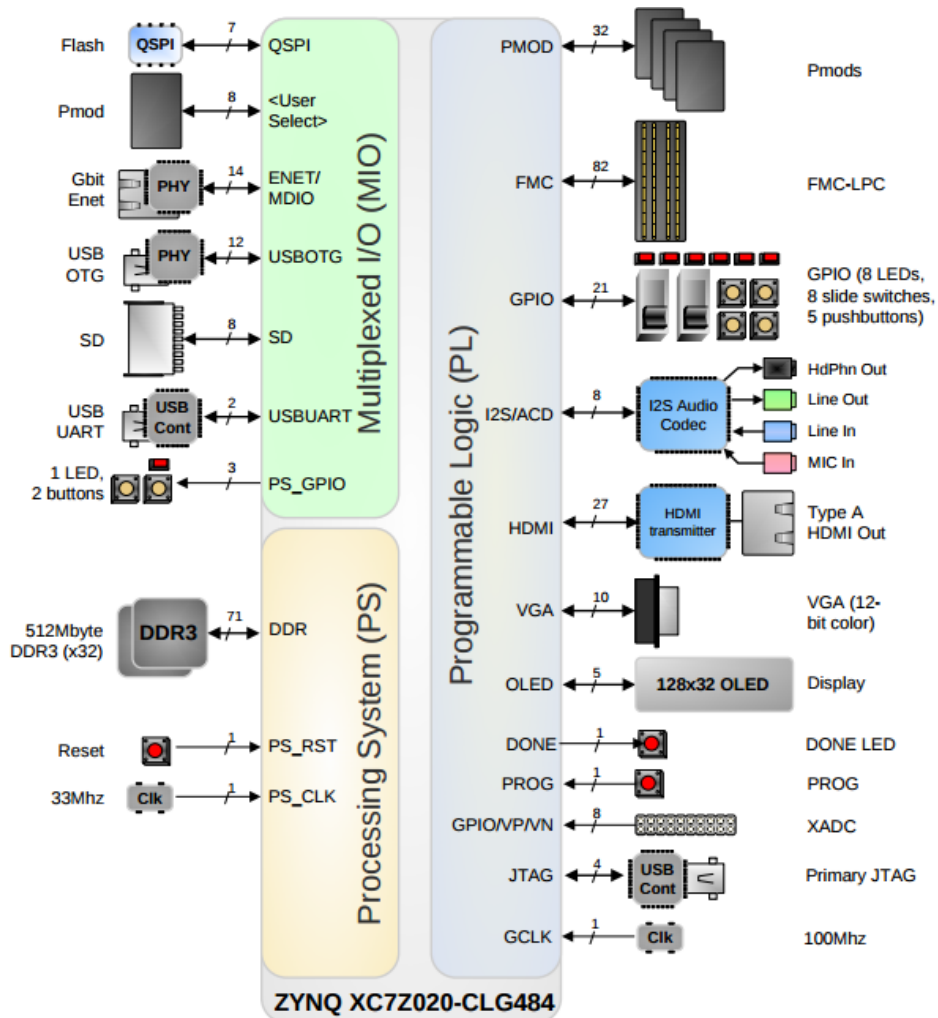 Flash
QSPI
7
QSPI
Pmod
8
<User
Select>
Gbit
Enet
PHY
14
ENET/
MDIO
USB
OTG
PHY
12
USBOTG
SD
8
SD
USB
UART
USB
Cont
2
USBUART
1 LED,
2 buttons
3
PS_GPIO
Multiplexed I/O (MIO)
512Mbyte
DDR3 (x32)
DDR3
71
DDR
Reset
1
PS_RST
33Mhz
Clk
1
PS_CLK
Processing System (PS)
Programmable Logic (PL)
PMOD
32
Pmods
FMC
82
FMC-LPC
GPIO
21
GPIO (8 LEDs,
8 slide switches,
5 pushbuttons)
I2S/ACD
8
I2S Audio
Codec
HdPhn Out
Line Out
Line In
MIC In
HDMI
27
HDMI
transmitter
Type A
HDMI Out
VGA
10
VGA (12-
bit color)
OLED
5
128x32 OLED
Display
DONE
1
DONE LED
PROG
1
PROG
GPIO/VP/VN
8
XADC
JTAG
4
USB
Cont
Primary JTAG
GCLK
1
Clk
100Mhz
ZYNQ XC7Z020-CLG484